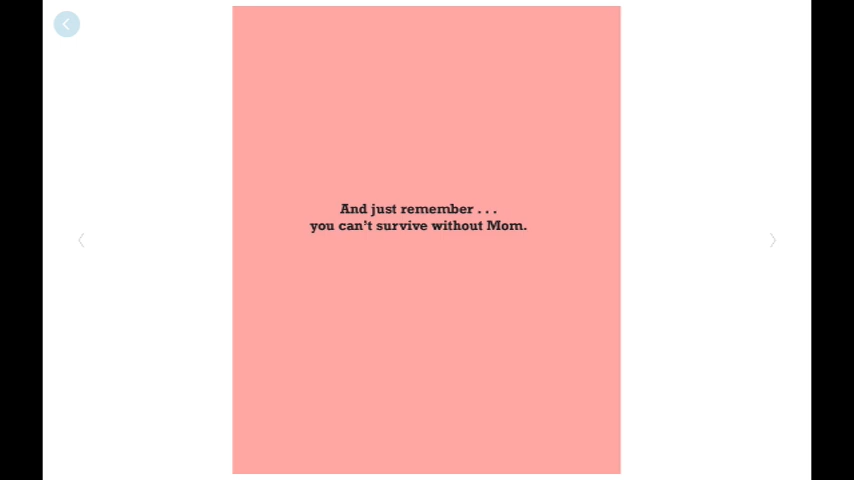 And just remember . . .
you can't survive without Mom.